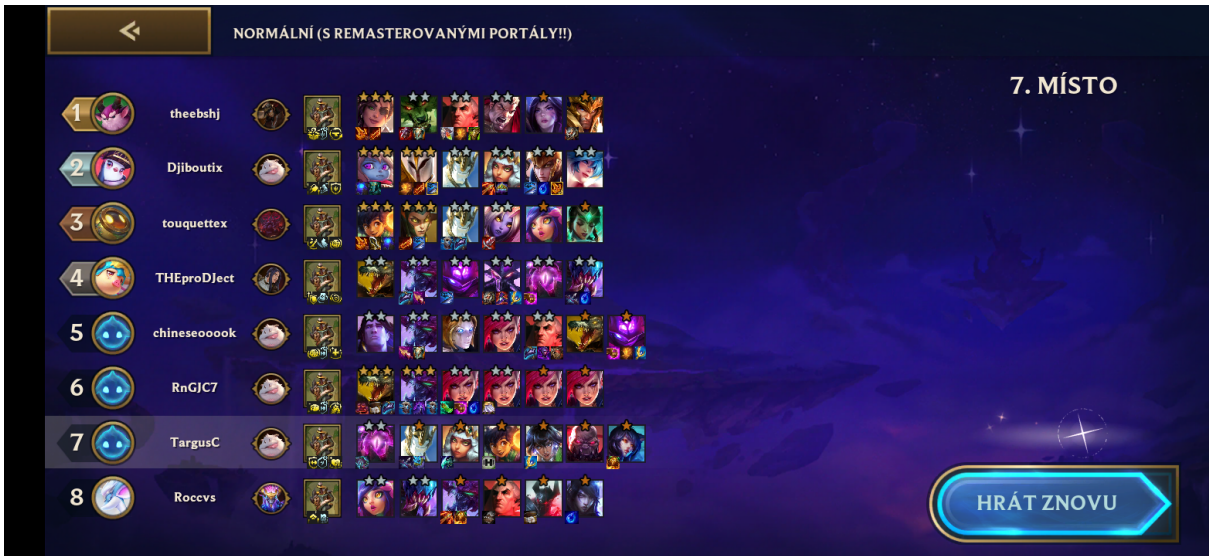 NORMÁLNÍ (S REMASTEROVANÝMI PORTÁLY!!)
7. MÍSTO
1 theebshj
2 Djiboutix
3 touquettex
4 THEproDJect
5 chineseooook
6 RnGJC7
7 TargusC
8 Roccvs
HRÁT ZNOVU